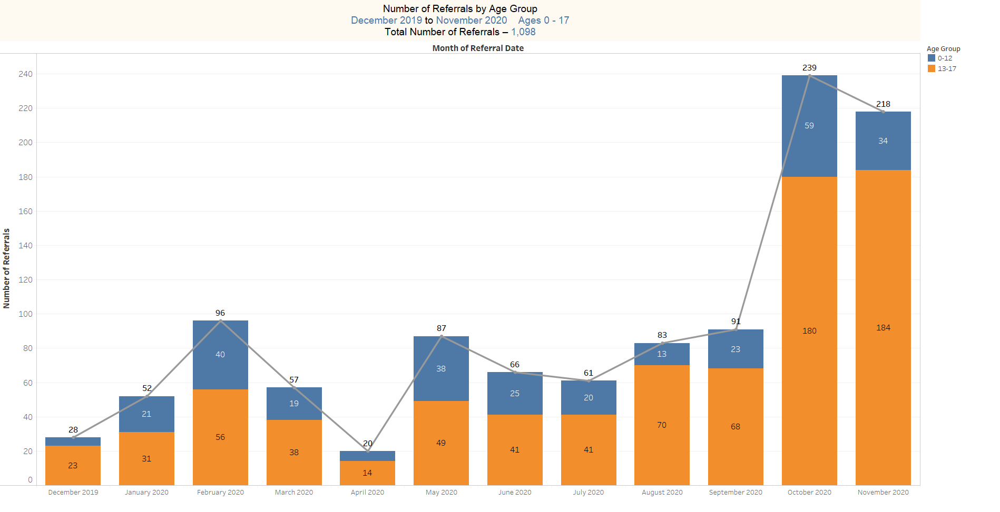 Number of Referrals by Age Group
December 2019 to November 2020 Ages 0 - 17
Total Number of Referrals – 1,098
Month of Referral Date
Age Group
0-12
13-17
Number of Referrals
240
220
200
180
160
140
120
100
80
60
40
20
0
28
23
52
21
31
96
40
56
57
19
38
20
14
87
38
49
66
25
41
61
20
41
83
13
70
91
23
68
239
59
180
218
34
184
December 2019
January 2020
February 2020
March 2020
April 2020
May 2020
June 2020
July 2020
August 2020
September 2020
October 2020
November 2020